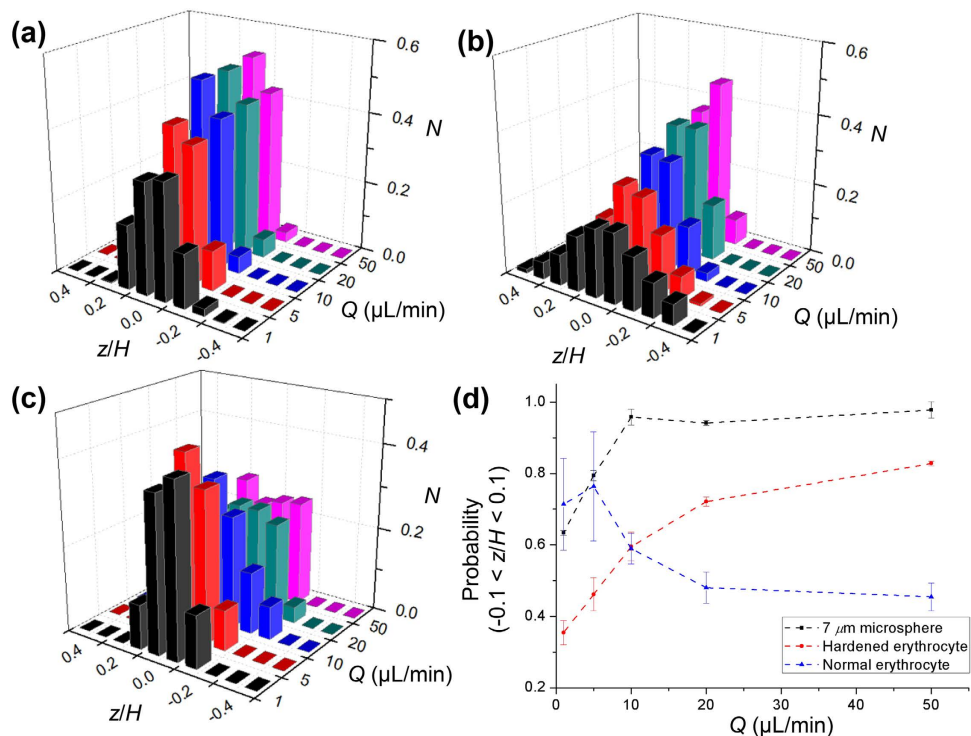 (a)
0.6
0.4
N
0.2
0.0
50
20
10
5
1
Q (µL/min)
0.4
0.2
0.0
-0.2
-0.4
z/H
(b)
0.6
0.4
N
0.2
0.0
50
20
10
5
1
Q (µL/min)
0.4
0.2
0.0
-0.2
-0.4
z/H
(c)
0.4
N
0.2
0.0
50
20
10
5
1
Q (µL/min)
0.4
0.2
0.0
-0.2
-0.4
z/H
(d)
1.0
0.8
0.6
0.4
0.2
Probability
(-0.1 < z/H < 0.1)
7 µm microsphere
Hardened erythrocyte
Normal erythrocyte
0 10 20 30 40 50
Q (µL/min)